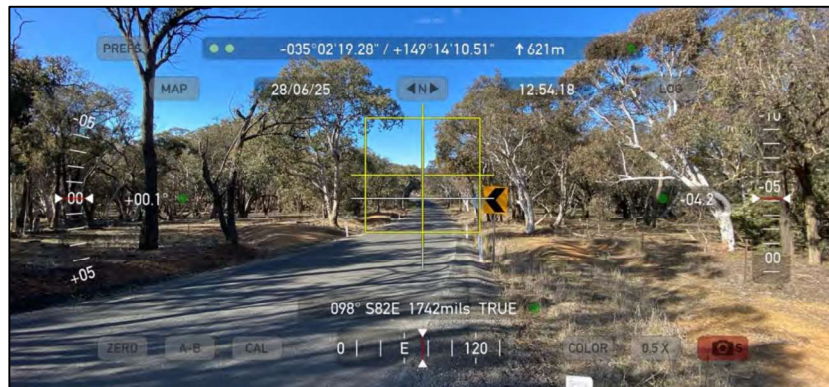 PREFS -035°02'19.28" / +149°14'10.51" ↑621m
MAP 28/06/25 ◀N▶ 12.54.18 LOG
-05 -10
00 +00.1° -05 -04.2
+05 00
098° S82E 1742mils TRUE
ZERO A-B CAL 0 E 120 COLOR 0.5 X S